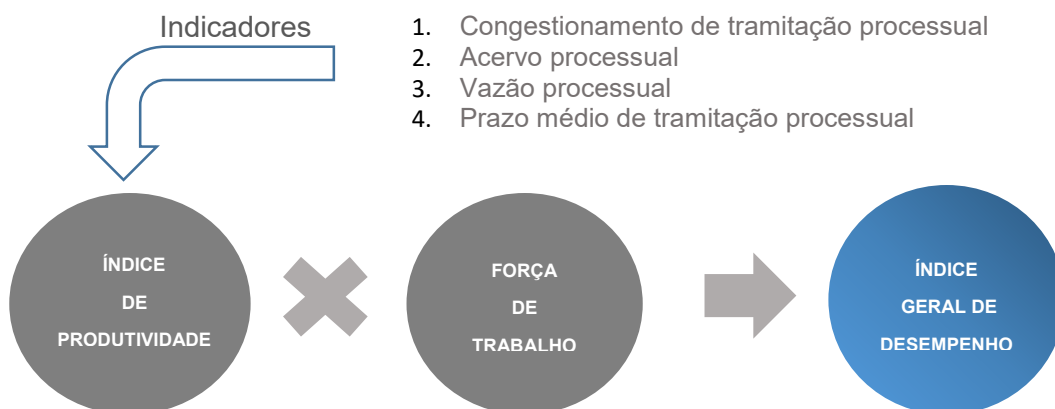 Indicadores
1. Congestionamento de tramitação processual
2. Acervo processual
3. Vazão processual
4. Prazo médio de tramitação processual
ÍNDICE
DE
PRODUTIVIDADE
FORÇA
DE
TRABALHO
ÍNDICE
GERAL DE
DESEMPENHO